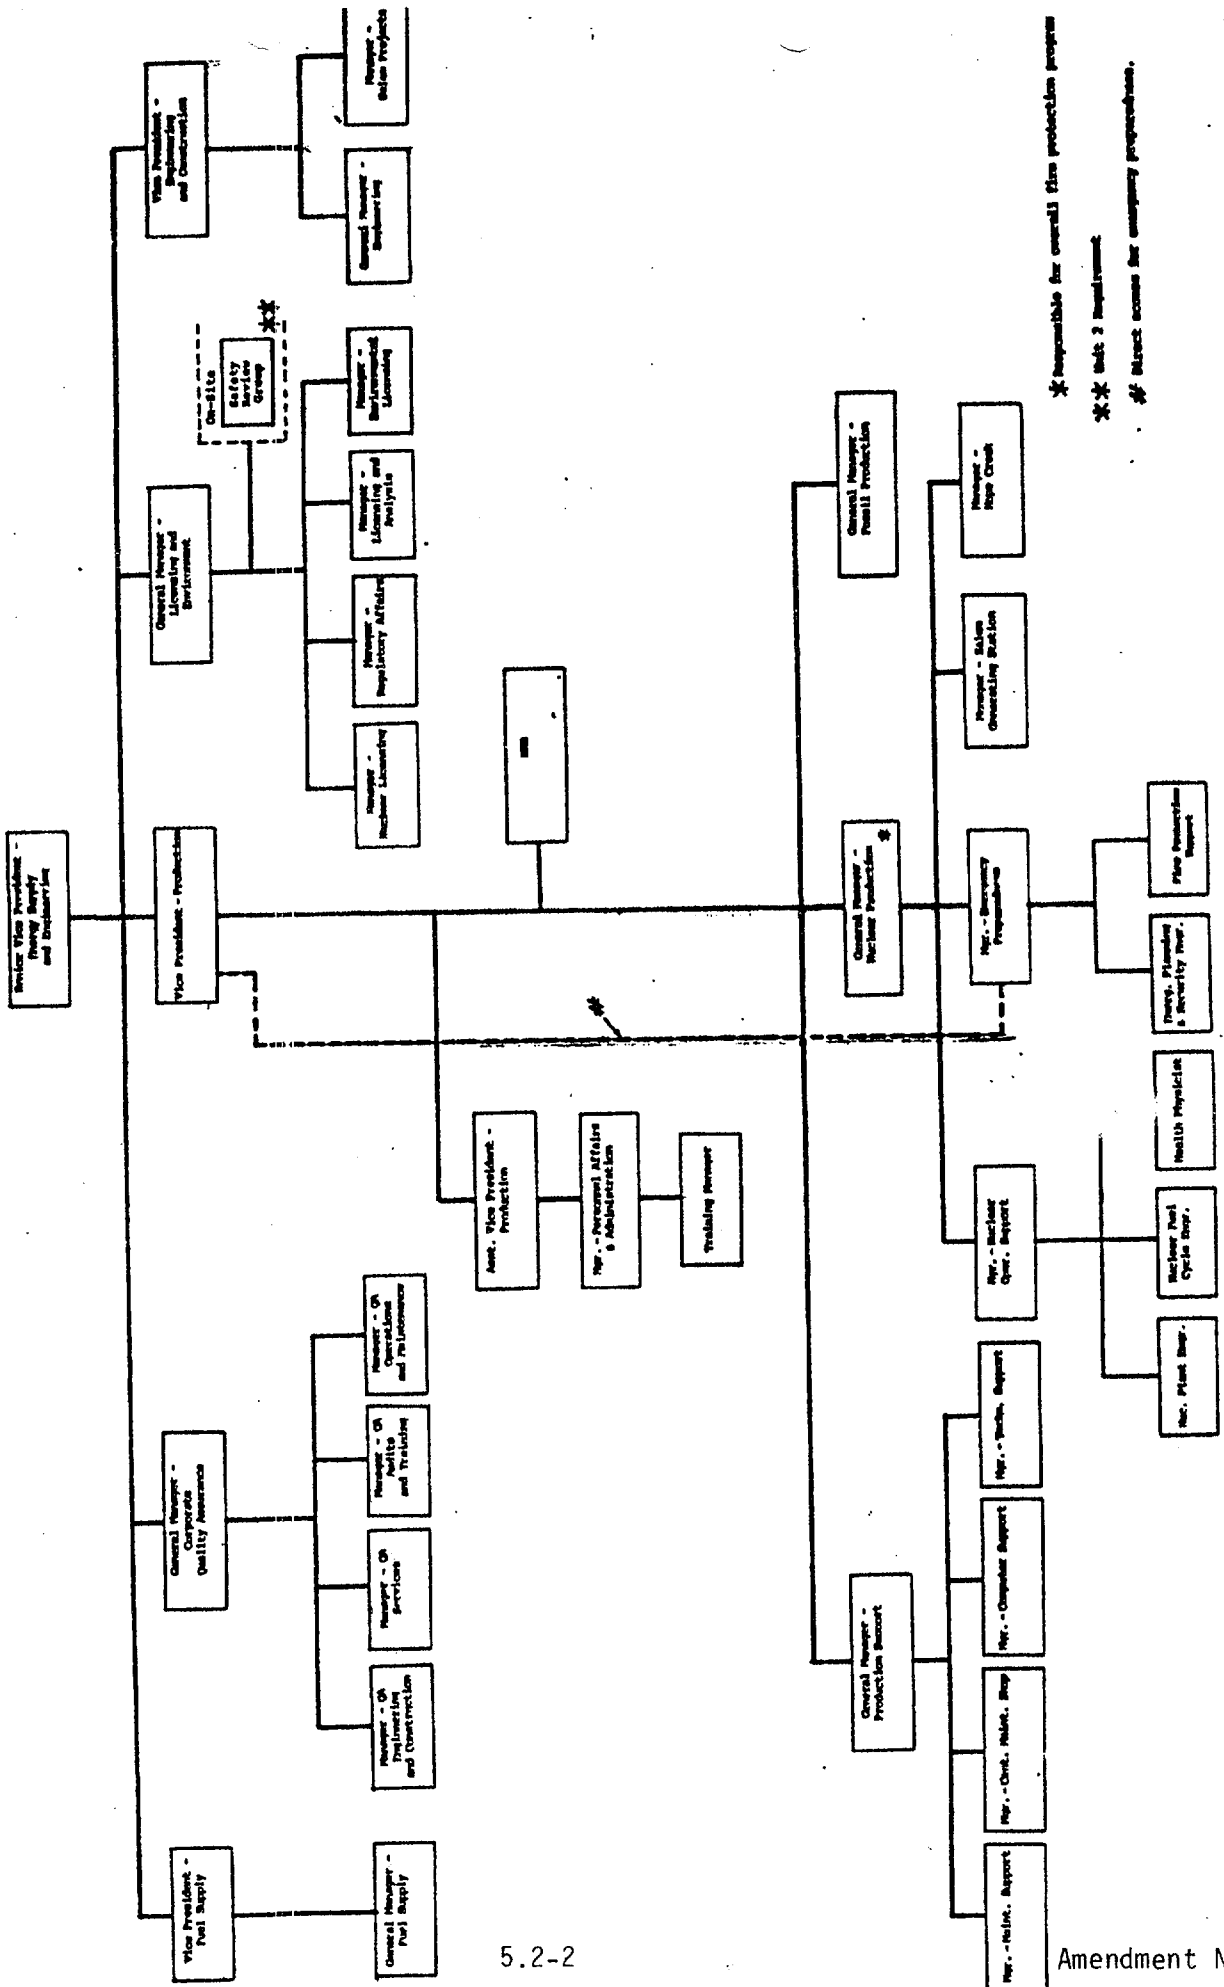 Senior Vice President -
Energy Supply
and Engineering
Vice President -
Fuel Supply
General Manager -
Corporate
Quality Assurance
Vice President - Production
General Manager -
Licensing and
Environment
Vice President -
Engineering
and Construction
On-Site
Safety
Review
Group
**
General Manager -
Fuel Supply
Manager - QA
Engineering
and Construction
Manager - QA
Services
Manager - QA
Audits
and Training
Manager - QA
Operations
and Maintenance
Manager -
Nuclear Licensing
Manager -
Regulatory Affairs
Manager -
Licensing and
Analysis
Manager -
Environmental
Licensing
General Manager -
Engineering
Manager -
Salem Projects
Asst. Vice President -
Production
Mgr. - Personnel Affairs
& Administration
Training Manager
#
General Manager -
Production Support
General Manager -
Nuclear Production
#
General Manager -
Fossil Production
Mgr. - Maint. Support
Mgr. - Cent. Maint. Shop
Mgr. - Computer Support
Mgr. - Techn. Support
Mgr. - Nuclear
Oper. Support
Mgr. - Emergency
Preparedness
Manager - Salem
Generating Station
Manager -
Hope Creek
Nuc. Plant Engr.
Nuclear Fuel
Cycle Engr.
Health Physicist
Emerg. Planning
& Security Engr.
Fire Protection
Support
* Responsible for overall fire protection program
** Unit 2 Requirement
# Direct access for emergency preparedness.
5.2-2
Amendment